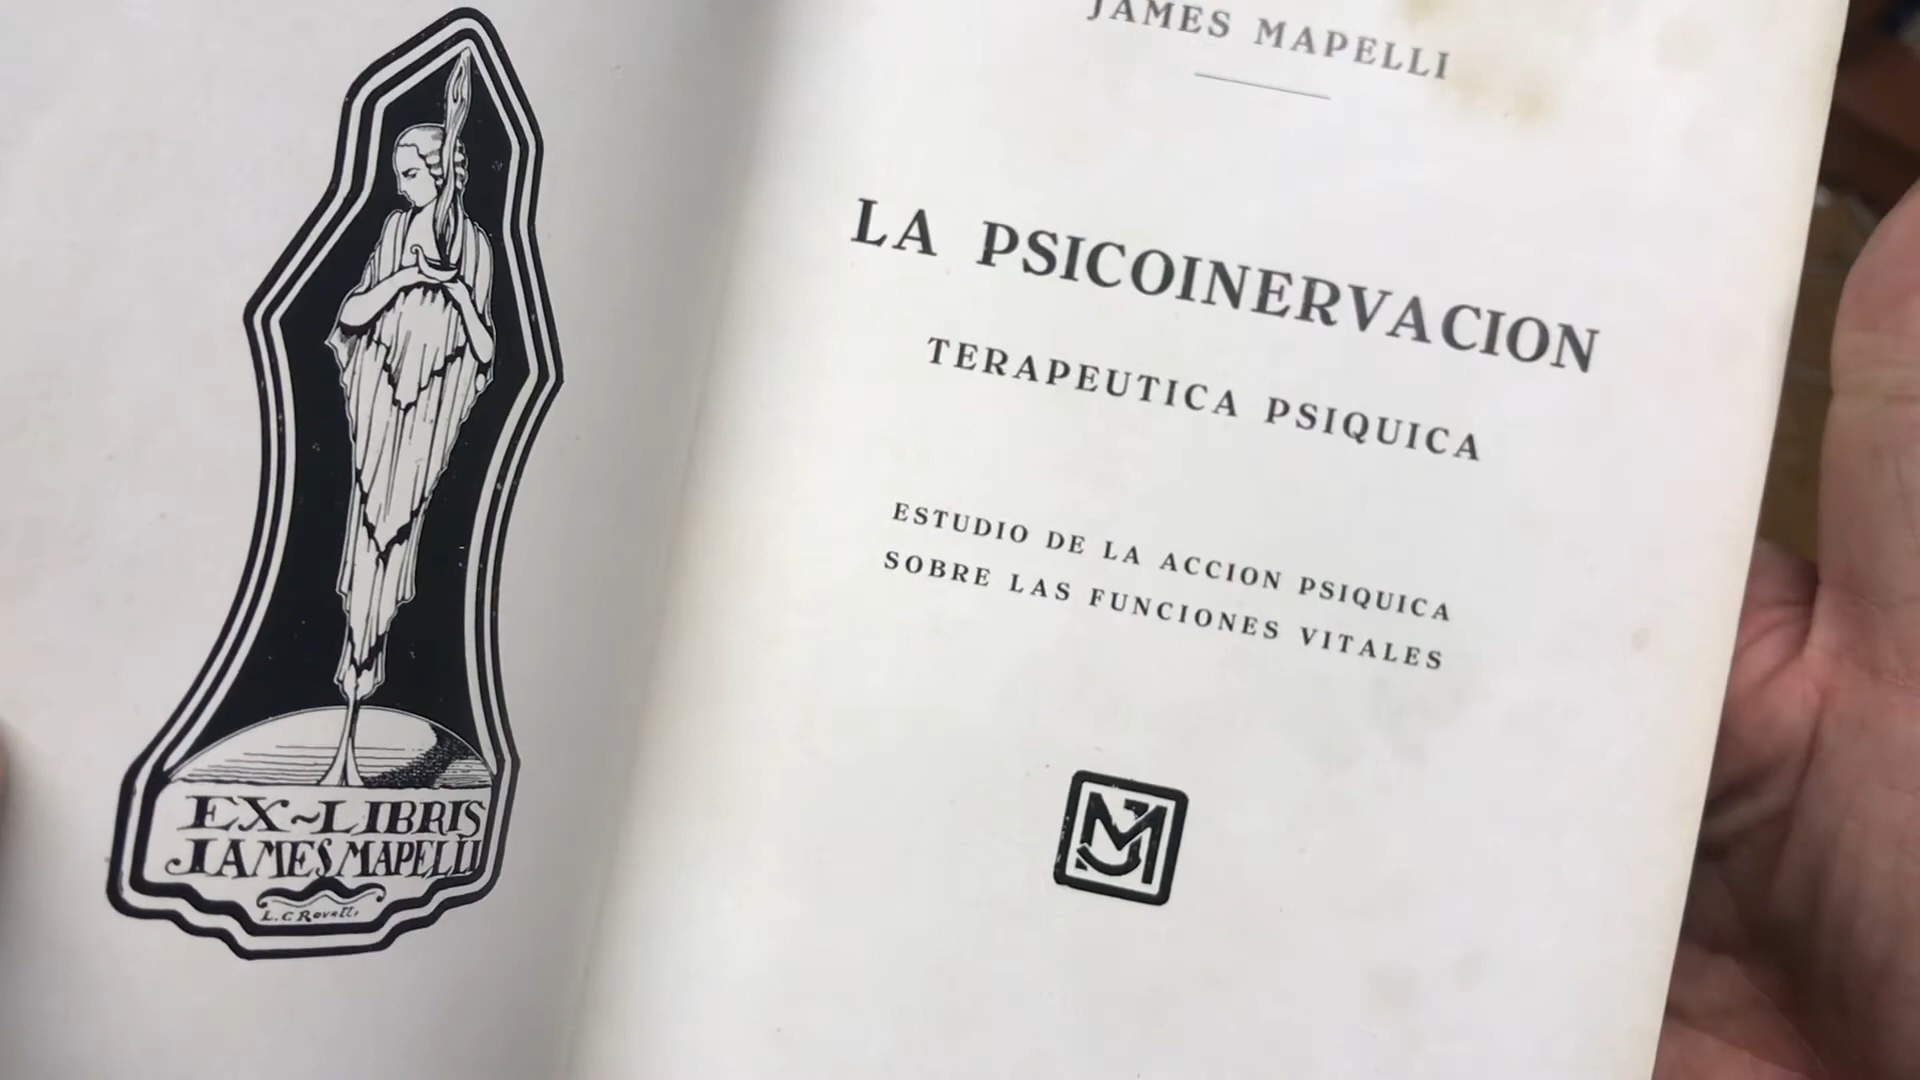 EX~LIBRIS
JAMES MAPELLI
L.C Rovatti
JAMES MAPELLI
LA PSICOINERVACION
TERAPEUTICA PSIQUICA
ESTUDIO DE LA ACCION PSIQUICA
SOBRE LAS FUNCIONES VITALES